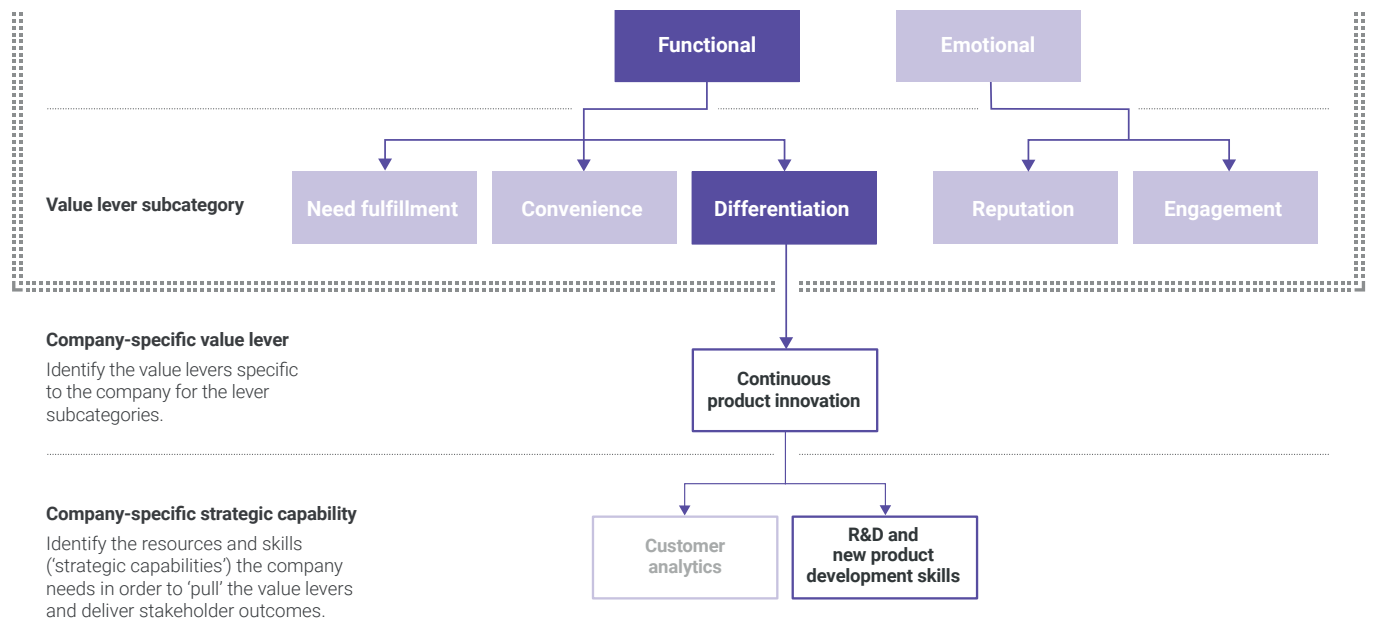 Functional
Emotional
Value lever subcategory
Need fulfillment
Convenience
Differentiation
Reputation
Engagement
Company-specific value lever
Identify the value levers specific
to the company for the lever
subcategories.
Continuous
product innovation
Company-specific strategic capability
Identify the resources and skills
(‘strategic capabilities’) the company
needs in order to ‘pull’ the value levers
and deliver stakeholder outcomes.
Customer
analytics
R&D and
new product
development skills